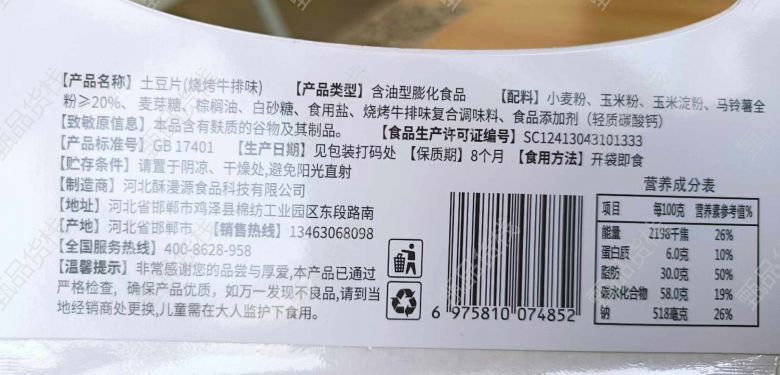 【产品名称】土豆片(烧烤牛排味) 【产品类型】含油型膨化食品 【配料】小麦粉、玉米粉、玉米淀粉、马铃薯全
粉≥20%、麦芽糖、棕榈油、白砂糖、食用盐、烧烤牛排味复合调味料、食品添加剂（轻质碳酸钙）
【致敏原信息】本品含有麸质的谷物及其制品。 【食品生产许可证编号】SC12413043101333
【产品标准号】GB 17401 【生产日期】见包装打码处 【保质期】8个月 【食用方法】开袋即食
【贮存条件】请置于阴凉、干燥处,避免阳光直射
【制造商】河北酥漫源食品科技有限公司
【地址】河北省邯郸市鸡泽县棉纺工业园区东段路南
【产地】河北省邯郸市 【销售热线】13463068098
【全国服务热线】400-8628-958
【温馨提示】非常感谢您的品尝与厚爱,本产品已通过
严格检查，确保产品优质，如万一发现不良品,请到当
地经销商处更换,儿童需在大人监护下食用。
6 975810 074852
营养成分表
项目 每100克 营养素参考值%
能量 2198千焦 26%
蛋白质 6.0克 10%
脂肪 30.0克 50%
碳水化合物 58.0克 19%
钠 518毫克 26%
甄品货栈